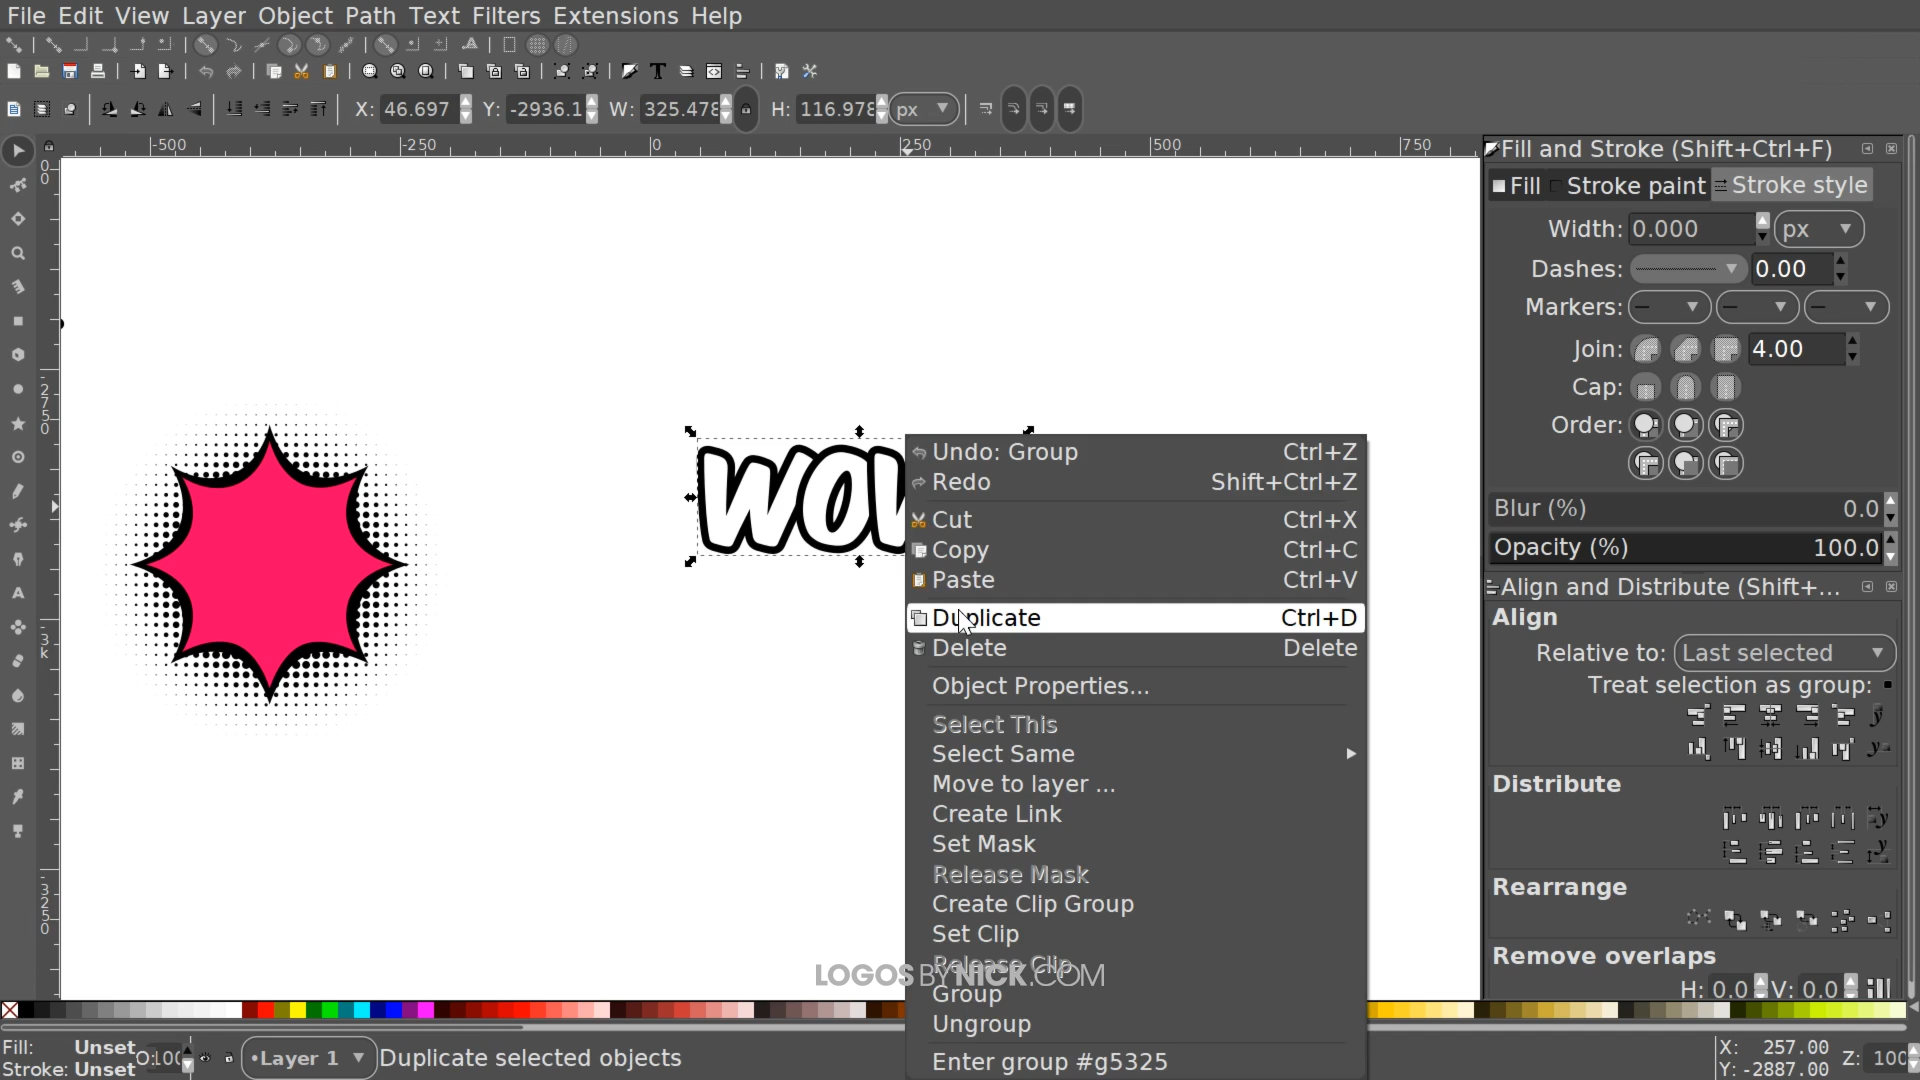 File Edit View Layer Object Path Text Filters Extensions Help
X: 46.697 Y: -2936.1 W: 325.478 H: 116.978 px
-500 -250 0 250 500 750
Fill and Stroke (Shift+Ctrl+F)
Fill Stroke paint Stroke style
Width: 0.000 px
Dashes: 0.00
Markers:
Join: 4.00
Cap:
Order:
Blur (%) 0.0
Opacity (%) 100.0
Align and Distribute (Shift+...
Align
Relative to: Last selected
Treat selection as group:
Distribute
Rearrange
Remove overlaps
H: 0.0 V: 0.0
Undo: Group Ctrl+Z
Redo Shift+Ctrl+Z
Cut Ctrl+X
Copy Ctrl+C
Paste Ctrl+V
Duplicate Ctrl+D
Delete Delete
Object Properties...
Select This
Select Same
Move to layer ...
Create Link
Set Mask
Release Mask
Create Clip Group
Set Clip
Release Clip
Group
Ungroup
Enter group #g5325
LOGOSBYNICK.COM
Fill: Unset
Stroke: Unset
O: 100
•Layer 1
Duplicate selected objects
X: 257.00
Y: -2887.00
Z: 100